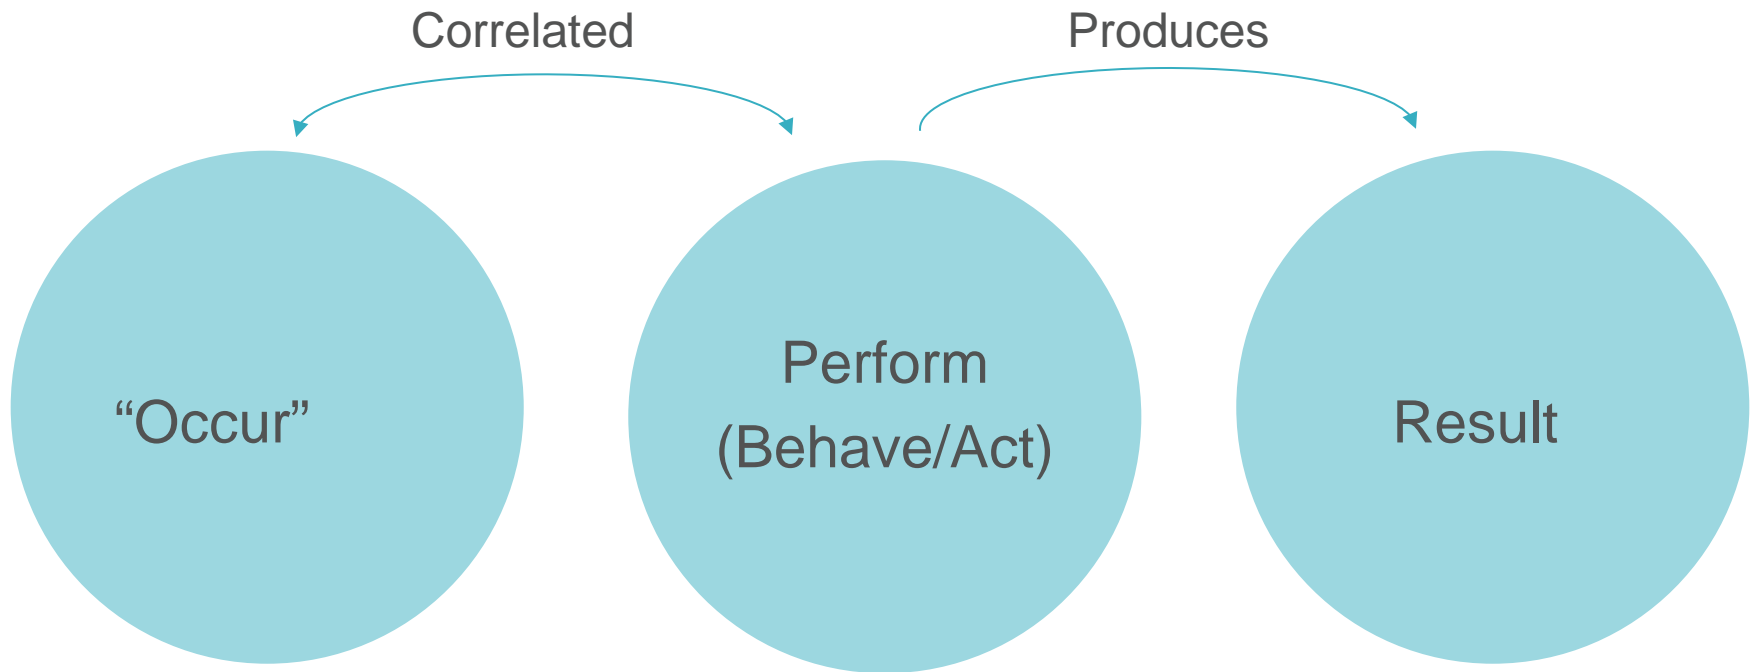 Correlated
Produces
“Occur”
Perform
(Behave/Act)
Result